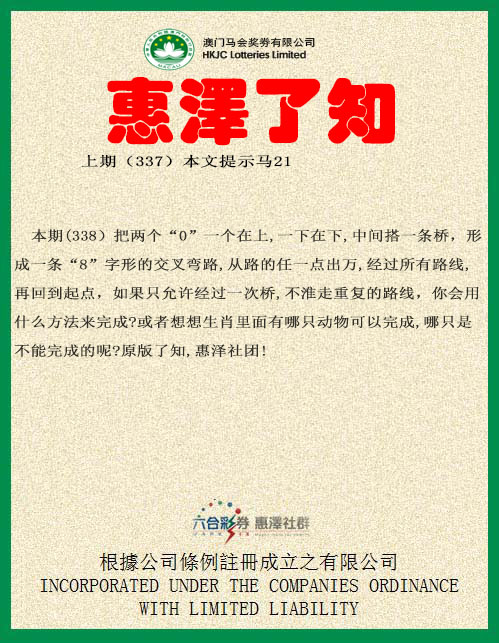 澳门马会奖券有限公司
HKJC Lotteries Limited
MACAU
惠澤了知
上期（337）本文提示马21
本期(338）把两个“0”一个在上,一下在下,中间搭一条桥，形
成一条“8”字形的交叉弯路,从路的任一点出万,经过所有路线,
再回到起点，如果只允许经过一次桥,不淮走重复的路线，你会用
什么方法来完成?或者想想生肖里面有哪只动物可以完成,哪只是
不能完成的呢?原版了知,惠泽社团!
六合彩券 惠澤社群
根據公司條例註冊成立之有限公司
INCORPORATED UNDER THE COMPANIES ORDINANCE
WITH LIMITED LIABILITY